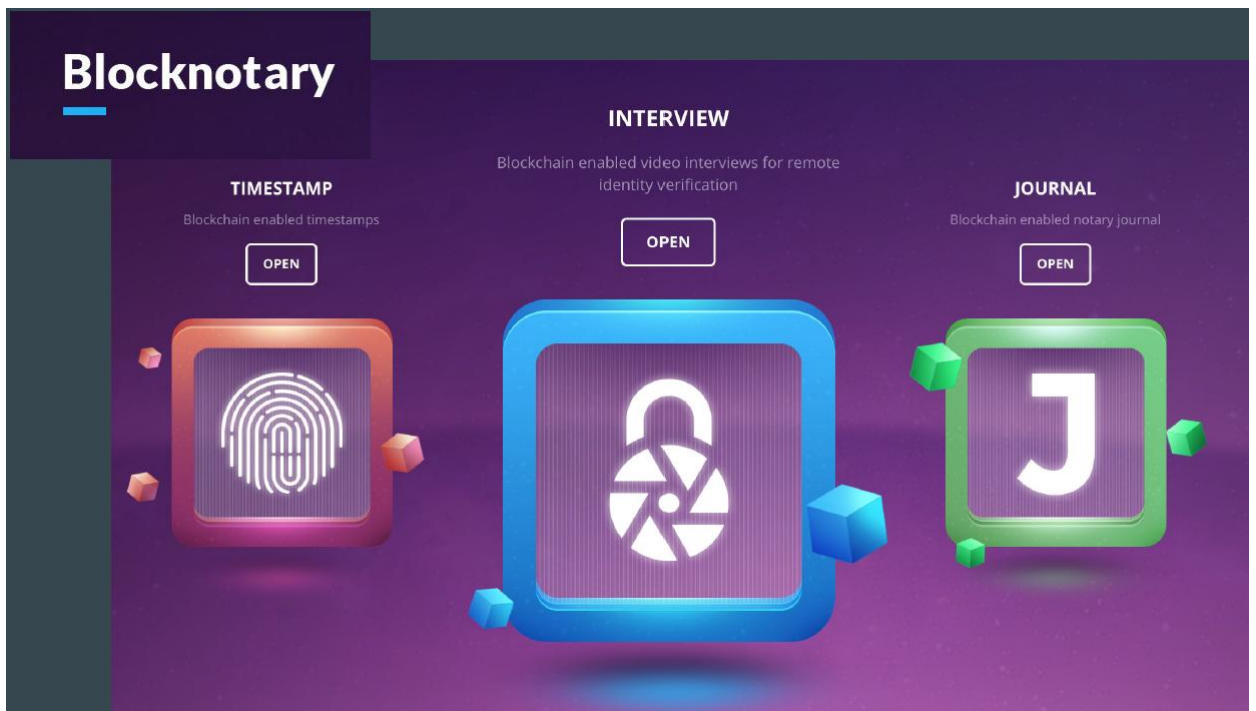 Blocknotary
INTERVIEW
Blockchain enabled video interviews for remote
identity verification
OPEN
TIMESTAMP
Blockchain enabled timestamps
OPEN
JOURNAL
Blockchain enabled notary journal
OPEN
J